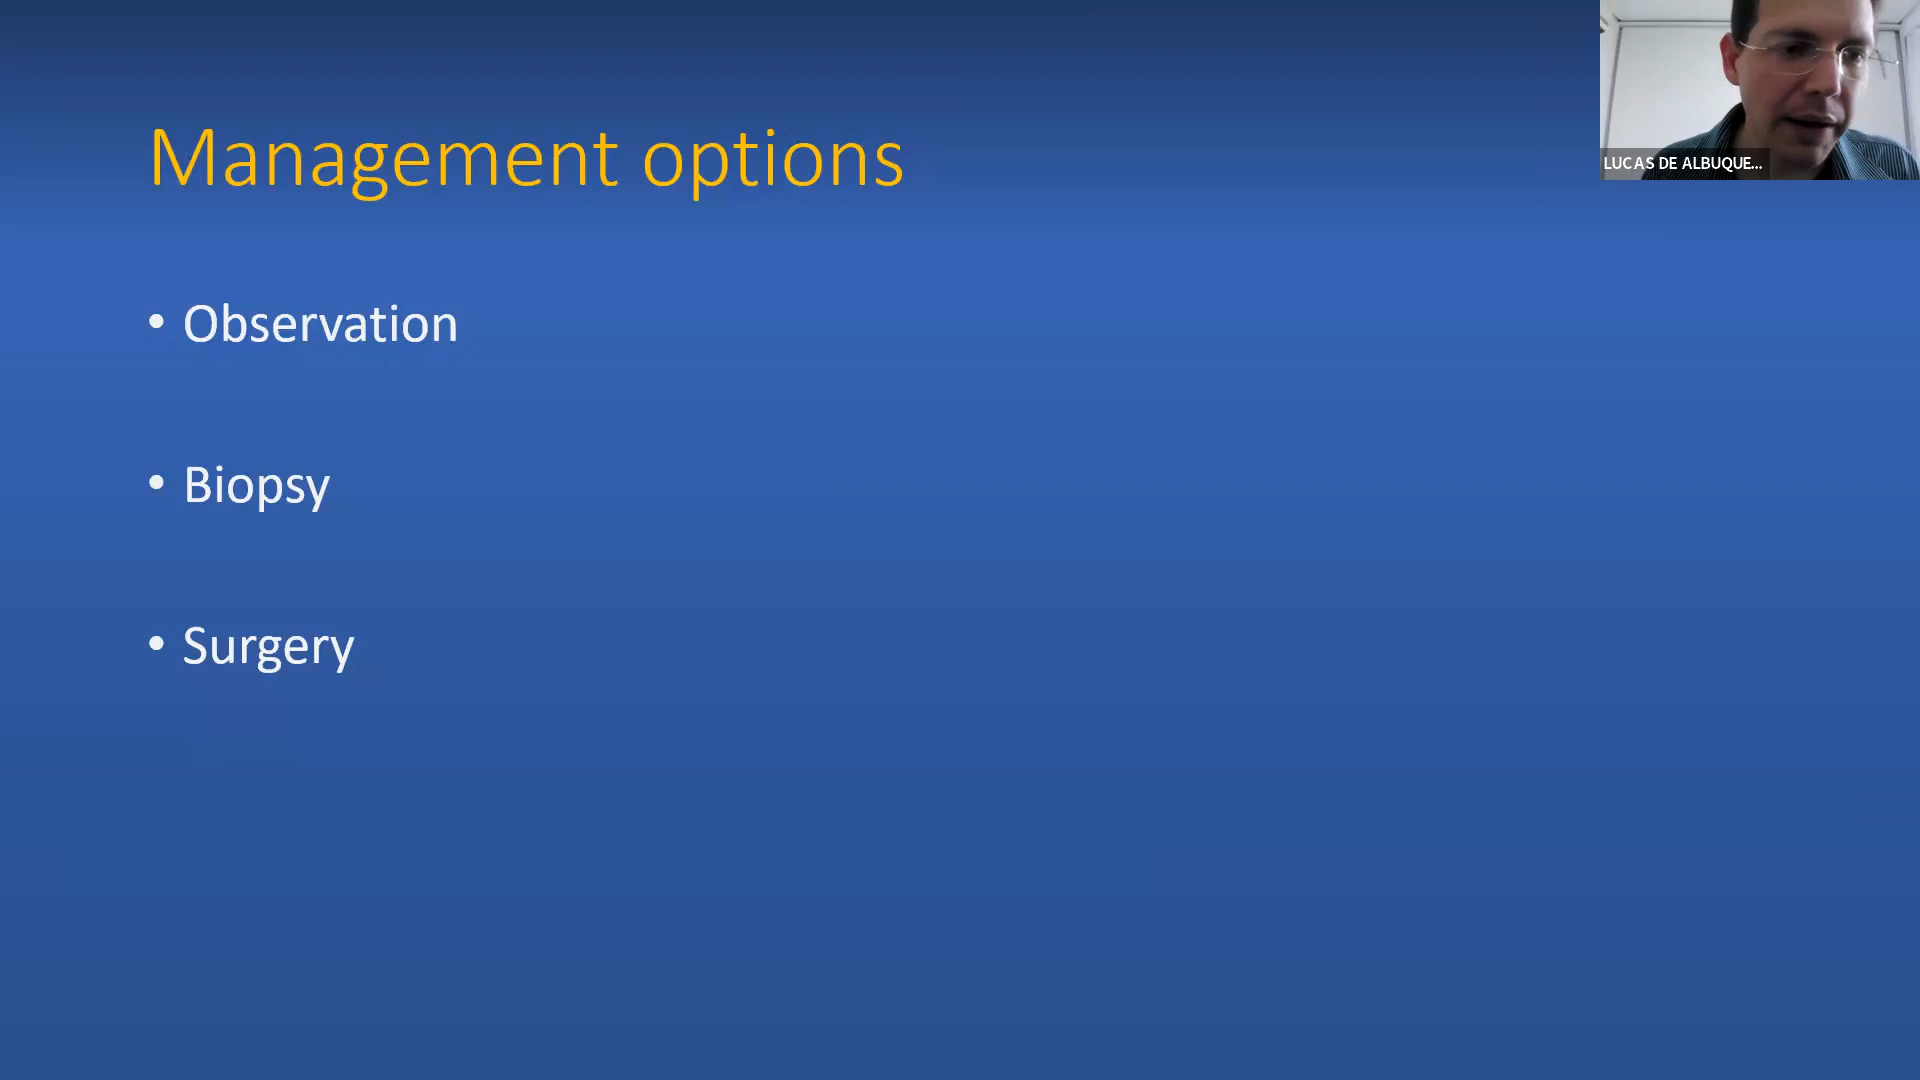 Management options
LUCAS DE ALBUQUE...
• Observation
• Biopsy
• Surgery